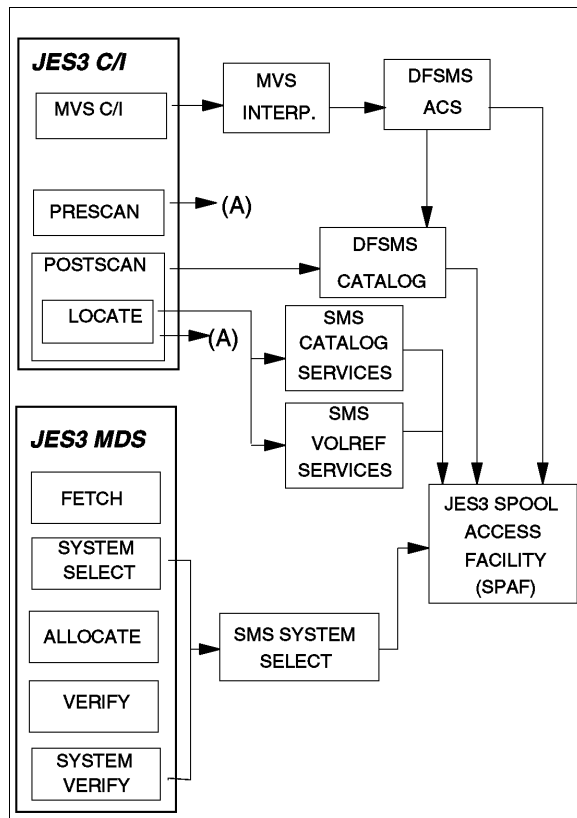 JES3 C/I
MVS C/I
MVS
INTERP.
DFSMS
ACS
PRESCAN
(A)
POSTSCAN
DFSMS
CATALOG
LOCATE
(A)
SMS
CATALOG
SERVICES
SMS
VOLREF
SERVICES
JES3 MDS
FETCH
SYSTEM
SELECT
ALLOCATE
VERIFY
SYSTEM
VERIFY
SMS SYSTEM
SELECT
JES3 SPOOL
ACCESS
FACILITY
(SPAF)